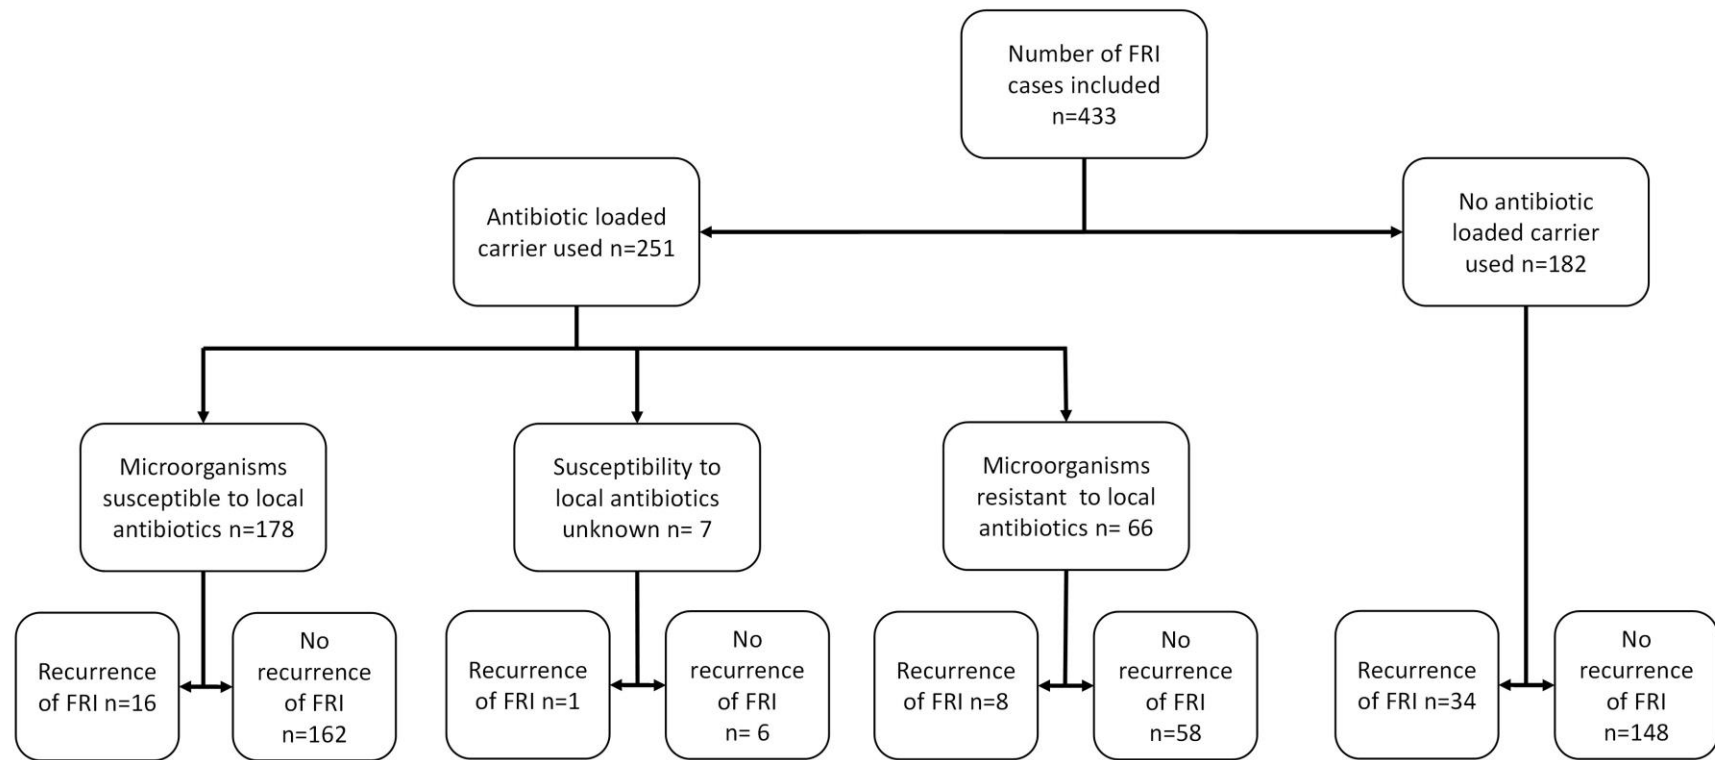 Number of FRI
cases included
n=433
Antibiotic loaded
carrier used n=251
No antibiotic
loaded carrier
used n=182
Microorganisms
susceptible to local
antibiotics n=178
Susceptibility to
local antibiotics
unknown n= 7
Microorganisms
resistant  to local
antibiotics n= 66
Recurrence
of FRI n=16
No
recurrence
of FRI
n=162
Recurrence
of FRI n=1
No
recurrence
of FRI
n= 6
Recurrence
of FRI n=8
No
recurrence
of FRI
n=58
Recurrence
of FRI n=34
No
recurrence
of FRI
n=148